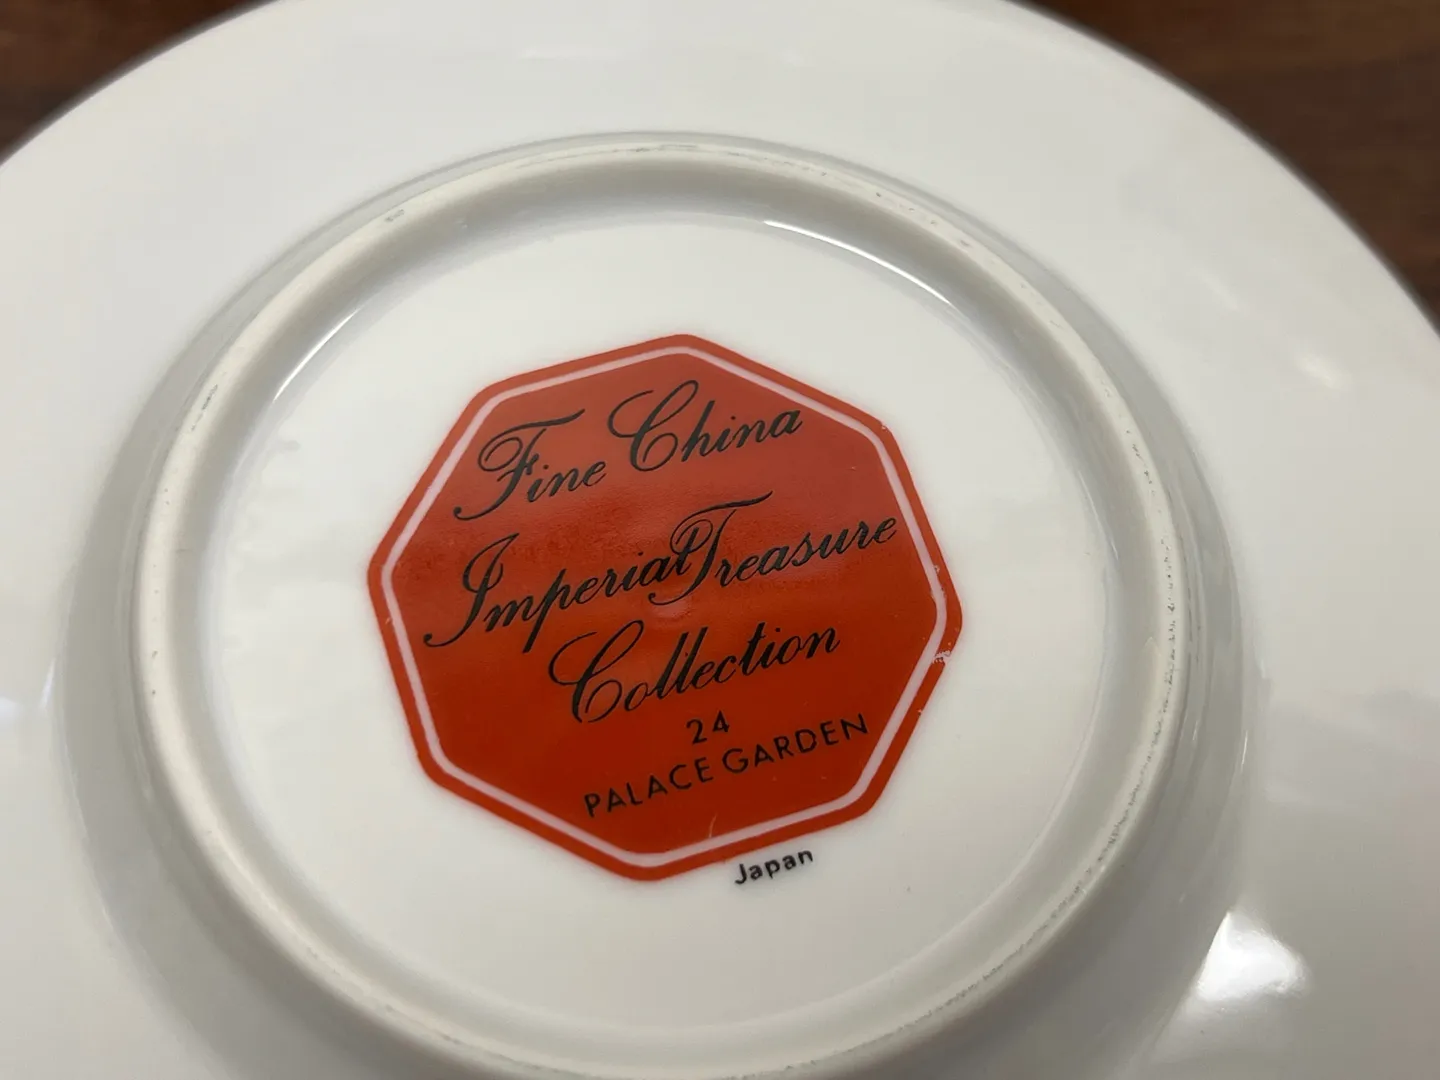 Fine China
Imperial Treasure
Collection
24
PALACE GARDEN
Japan